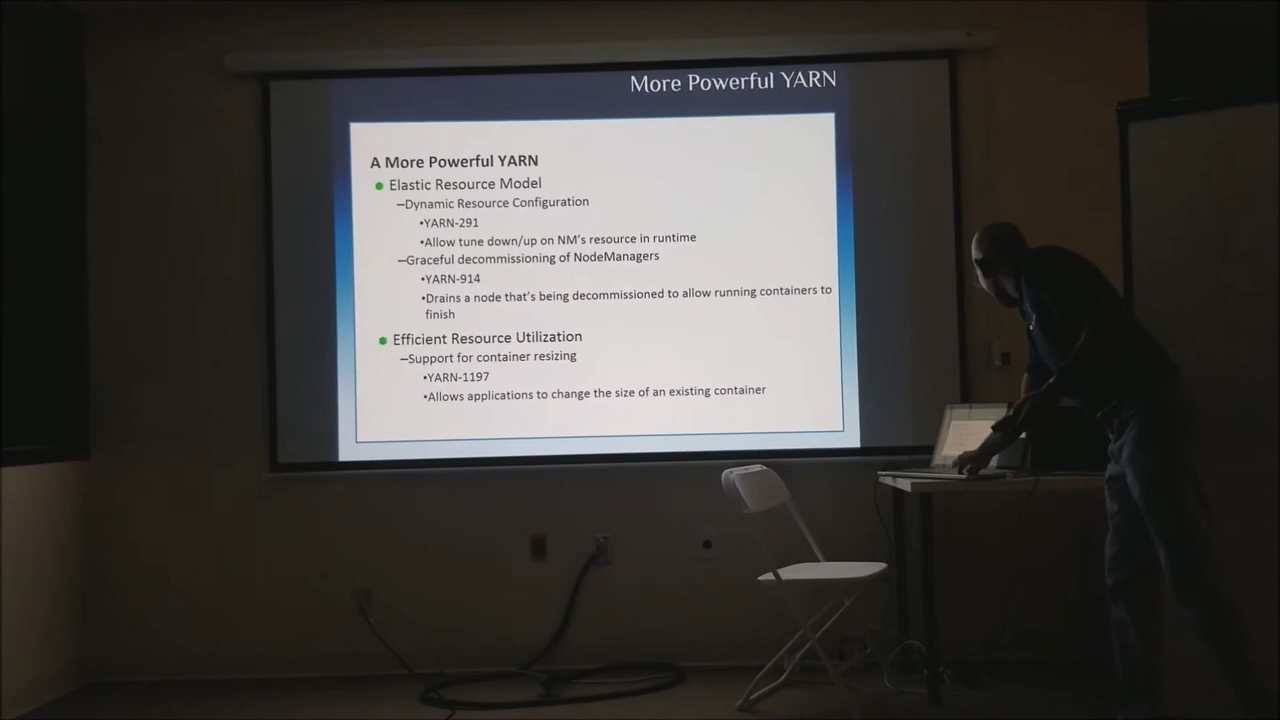 More Powerful YARN
A More Powerful YARN
Elastic Resource Model
–Dynamic Resource Configuration
•YARN-291
•Allow tune down/up on NM's resource in runtime
–Graceful decommissioning of NodeManagers
•YARN-914
•Drains a node that's being decommissioned to allow running containers to
finish
Efficient Resource Utilization
–Support for container resizing
•YARN-1197
•Allows applications to change the size of an existing container